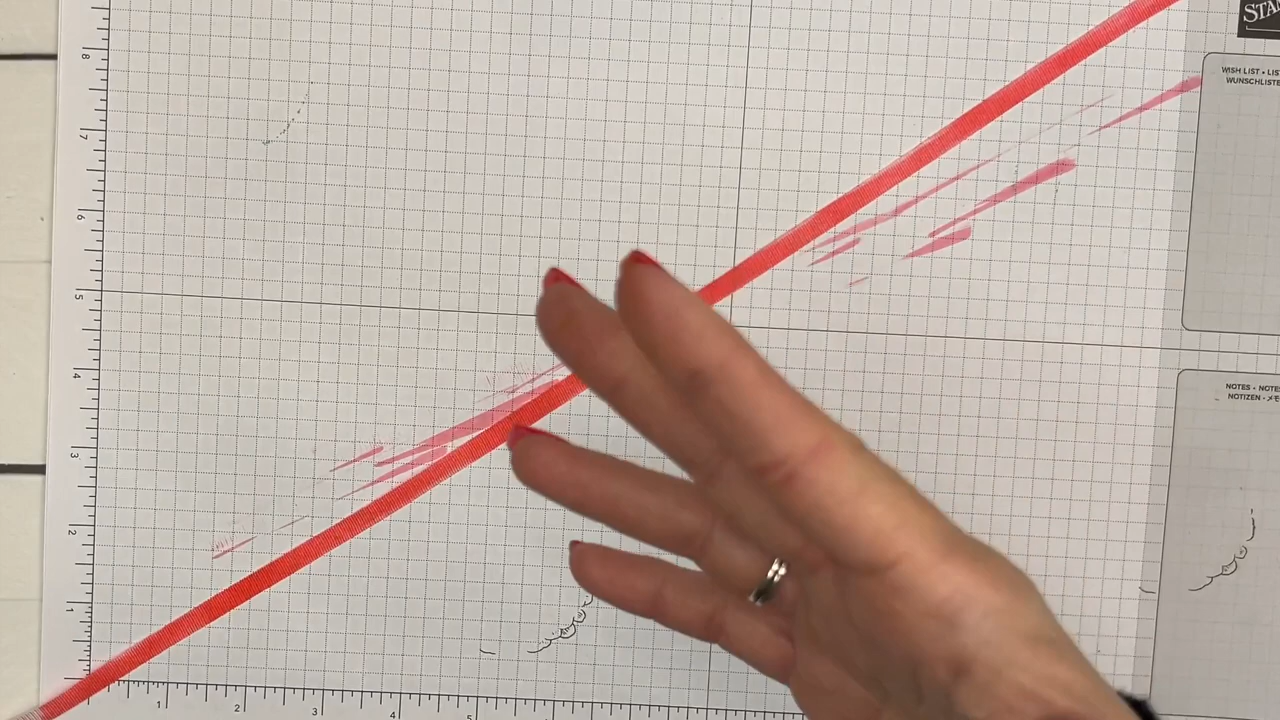 STA
WISH LIST • LIS
WUNSCHLISTE
8
7
6
5
4
3
2
1
NOTES • NOTE
NOTIZEN •
1
2
3
4
5